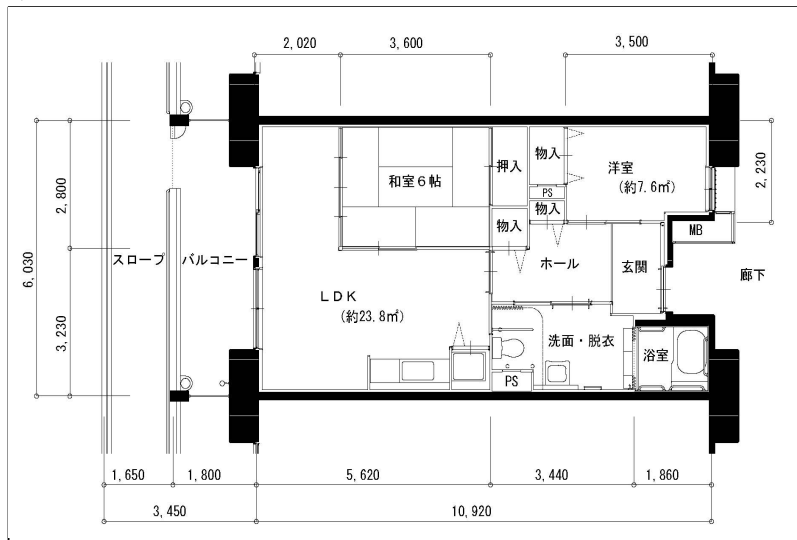 2,020
3,600
3,500
6,030
2,800
3,230
2,230
和室6帖
押入
物入
PS
物入
物入
洋室
(約7.6㎡)
MB
スロープ
バルコニー
LDK
(約23.8㎡)
ホール
玄関
廊下
洗面・脱衣
浴室
PS
1,650
1,800
5,620
3,440
1,860
3,450
10,920